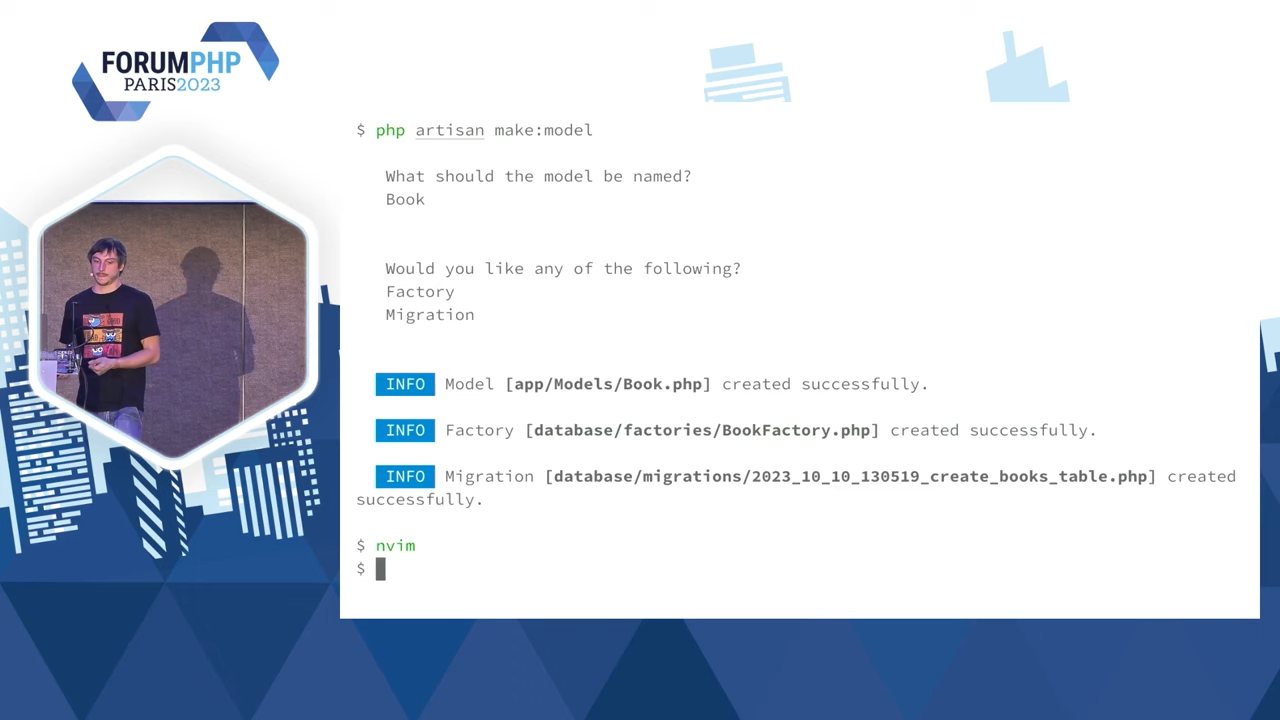 FORUMPHP
PARIS2023
$ php artisan make:model
What should the model be named?
Book
Would you like any of the following?
Factory
Migration
INFO Model [app/Models/Book.php] created successfully.
INFO Factory [database/factories/BookFactory.php] created successfully.
INFO Migration [database/migrations/2023_10_10_130519_create_books_table.php] created
successfully.
$ nvim
$